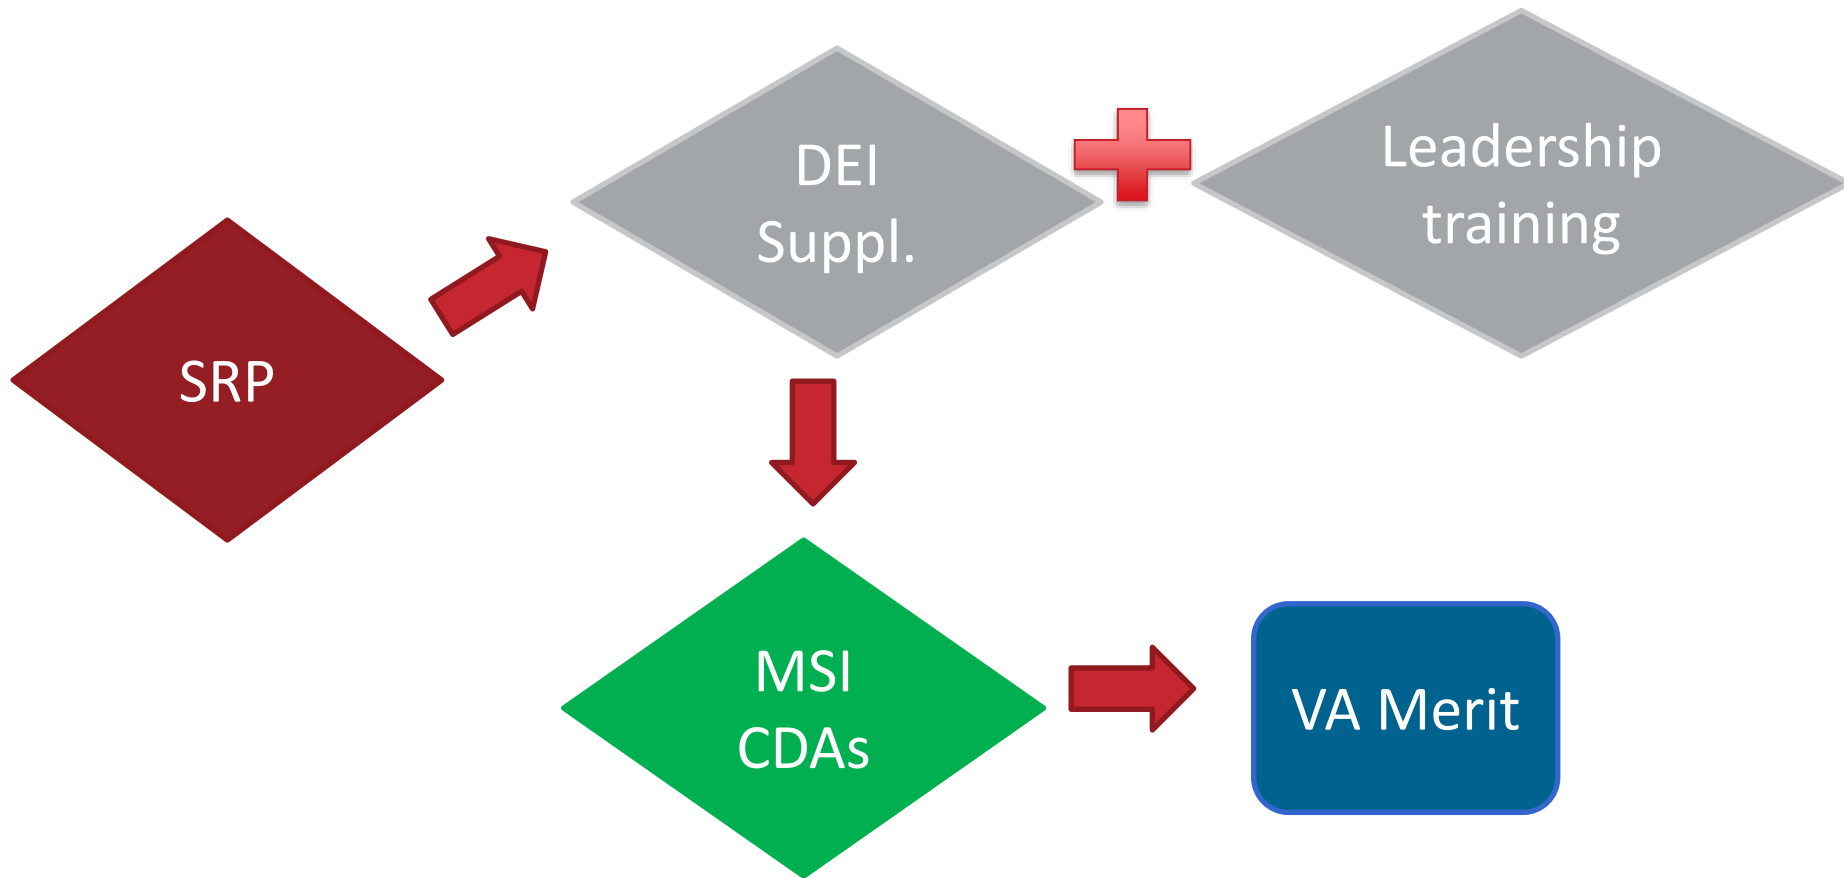 SRP
DEI
Suppl.
Leadership
training
MSI
CDAs
VA Merit